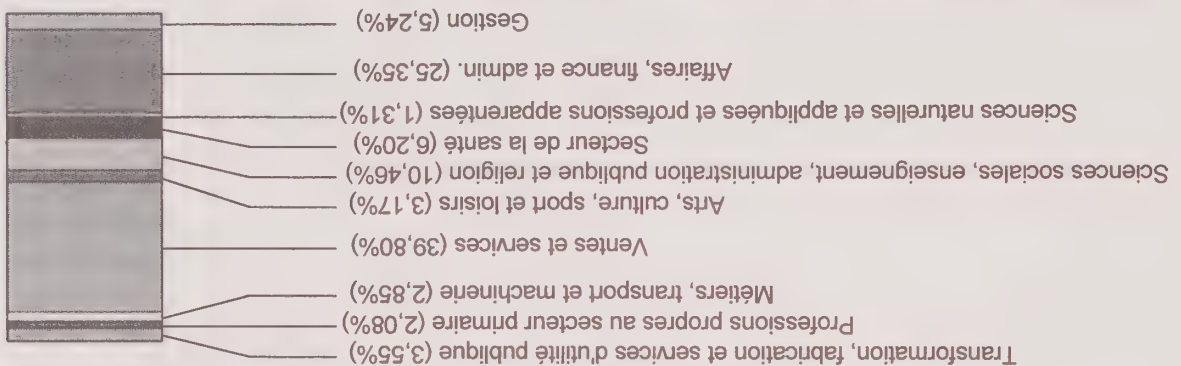 Transformation, fabrication et services d'utilité publique (3,55%)
Professions propres au secteur primaire (2,08%)
Métiers, transport et machinerie (2,85%)
Ventes et services (39,80%)
Arts, culture, sport et loisirs (3,17%)
Sciences sociales, enseignement, administration publique et religion (10,46%)
Secteur de la santé (6,20%)
Sciences naturelles et appliquées et professions apparentées (1,31%)
Affaires, finance et admin. (25,35%)
Gestion (5,24%)